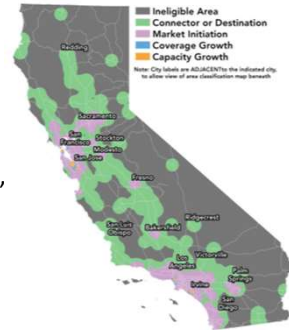 Ineligible Area
Connector or Destination
Market Initiation
Coverage Growth
Capacity Growth
Note: City labels are ADJACENT to the indicated city,
to allow view of area classification map beneath
Redding
Sacramento
San
Francisco
Stockton
Modesto
San Jose
Fresno
San Luis
Obispo
Bakersfield
Ridgecrest
Los
Angeles
Victorville
Irvine
Palm
Springs
San
Diego
,